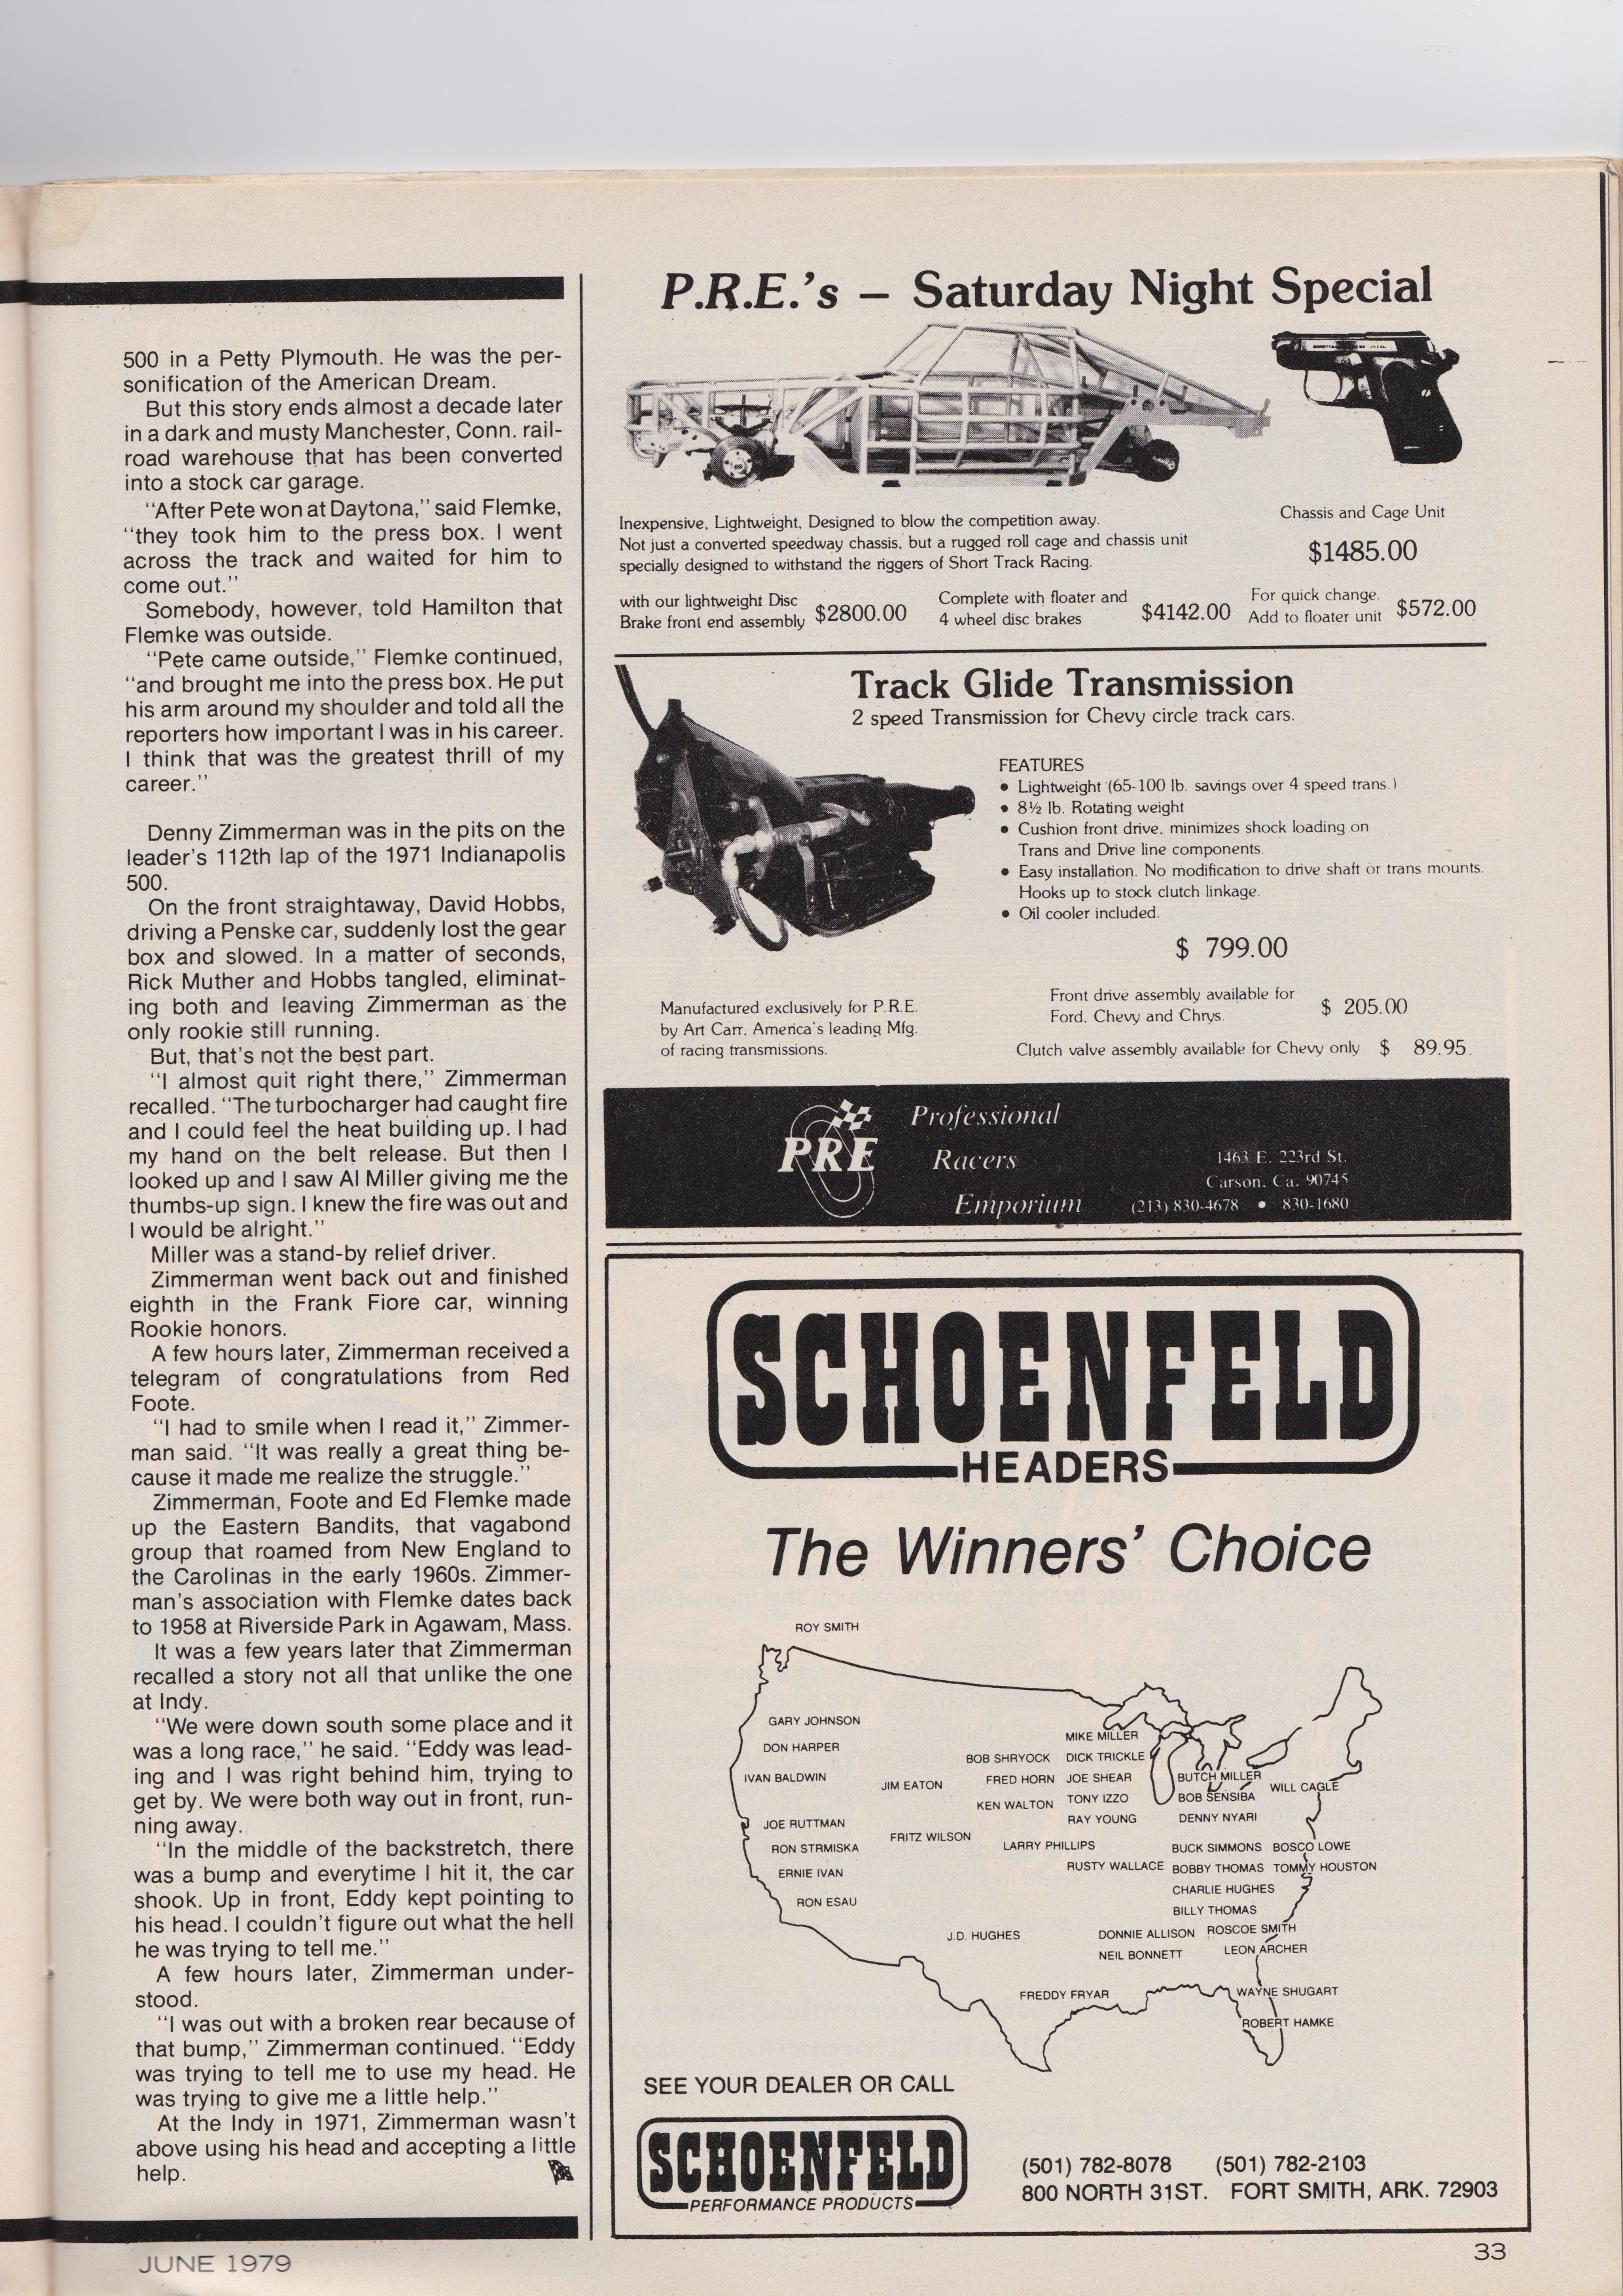 500 in a Petty Plymouth. He was the per-
sonification of the American Dream.
But this story ends almost a decade later
in a dark and musty Manchester, Conn. rail-
road warehouse that has been converted
into a stock car garage.
"After Pete won at Daytona," said Flemke,
"they took him to the press box. I went
across the track and waited for him to
come out."
Somebody, however, told Hamilton that
Flemke was outside.
"Pete came outside," Flemke continued,
"and brought me into the press box. He put
his arm around my shoulder and told all the
reporters how important I was in his career.
I think that was the greatest thrill of my
career."
Denny Zimmerman was in the pits on the
leader's 112th lap of the 1971 Indianapolis
500.
On the front straightaway, David Hobbs,
driving a Penske car, suddenly lost the gear
box and slowed. In a matter of seconds,
Rick Muther and Hobbs tangled, eliminat-
ing both and leaving Zimmerman as the
only rookie still running.
But, that's not the best part.
"I almost quit right there," Zimmerman
recalled. "The turbocharger had caught fire
and I could feel the heat building up. I had
my hand on the belt release. But then I
looked up and I saw Al Miller giving me the
thumbs-up sign. I knew the fire was out and
I would be alright."
Miller was a stand-by relief driver.
Zimmerman went back out and finished
eighth in the Frank Fiore car, winning
Rookie honors.
A few hours later, Zimmerman received a
telegram of congratulations from Red
Foote.
"I had to smile when I read it," Zimmer-
man said. "It was really a great thing be-
cause it made me realize the struggle."
Zimmerman, Foote and Ed Flemke made
up the Eastern Bandits, that vagabond
group that roamed from New England to
the Carolinas in the early 1960s. Zimmer-
man's association with Flemke dates back
to 1958 at Riverside Park in Agawam, Mass.
It was a few years later that Zimmerman
recalled a story not all that unlike the one
at Indy.
"We were down south some place and it
was a long race," he said. "Eddy was lead-
ing and I was right behind him, trying to
get by. We were both way out in front, run-
ning away.
"In the middle of the backstretch, there
was a bump and everytime I hit it, the car
shook. Up in front, Eddy kept pointing to
his head. I couldn't figure out what the hell
he was trying to tell me."
A few hours later, Zimmerman under-
stood.
"I was out with a broken rear because of
that bump," Zimmerman continued. "Eddy
was trying to tell me to use my head. He
was trying to give me a little help."
At the Indy in 1971, Zimmerman wasn't
above using his head and accepting a little
help.
P.R.E.'s – Saturday Night Special
Inexpensive, Lightweight, Designed to blow the competition away.
Not just a converted speedway chassis, but a rugged roll cage and chassis unit
specially designed to withstand the riggers of Short Track Racing.
Chassis and Cage Unit
$1485.00
with our lightweight Disc
Brake front end assembly $2800.00
Complete with floater and
4 wheel disc brakes $4142.00
For quick change.
Add to floater unit $572.00
Track Glide Transmission
2 speed Transmission for Chevy circle track cars.
FEATURES
• Lightweight (65-100 lb. savings over 4 speed trans.)
• 8½ lb. Rotating weight
• Cushion front drive, minimizes shock loading on
Trans and Drive line components.
• Easy installation. No modification to drive shaft or trans mounts.
Hooks up to stock clutch linkage.
• Oil cooler included.
$ 799.00
Manufactured exclusively for P.R.E.
by Art Carr, America's leading Mfg.
of racing transmissions.
Front drive assembly available for
Ford, Chevy and Chrys. $ 205.00
Clutch valve assembly available for Chevy only $ 89.95.
PRE
Professional
Racers
Emporium
1463 E. 223rd St.
Carson, Ca. 90745
(213) 830-4678 • 830-1680
SCHOENFELD
HEADERS
The Winners' Choice
ROY SMITH
GARY JOHNSON
DON HARPER
IVAN BALDWIN
JOE RUTTMAN
RON STRMISKA
ERNIE IVAN
RON ESAU
JIM EATON
BOB SHRYOCK
FRED HORN
KEN WALTON
FRITZ WILSON
LARRY PHILLIPS
J.D. HUGHES
MIKE MILLER
DICK TRICKLE
JOE SHEAR
TONY IZZO
RAY YOUNG
RUSTY WALLACE
BUTCH MILLER
BOB SENSIBA
DENNY NYARI
WILL CAGLE
BUCK SIMMONS
BOSCO LOWE
BOBBY THOMAS
TOMMY HOUSTON
CHARLIE HUGHES
BILLY THOMAS
DONNIE ALLISON
ROSCOE SMITH
NEIL BONNETT
LEON ARCHER
FREDDY FRYAR
WAYNE SHUGART
ROBERT HAMKE
SEE YOUR DEALER OR CALL
SCHOENFELD
PERFORMANCE PRODUCTS
(501) 782-8078 (501) 782-2103
800 NORTH 31ST. FORT SMITH, ARK. 72903
JUNE 1979
33